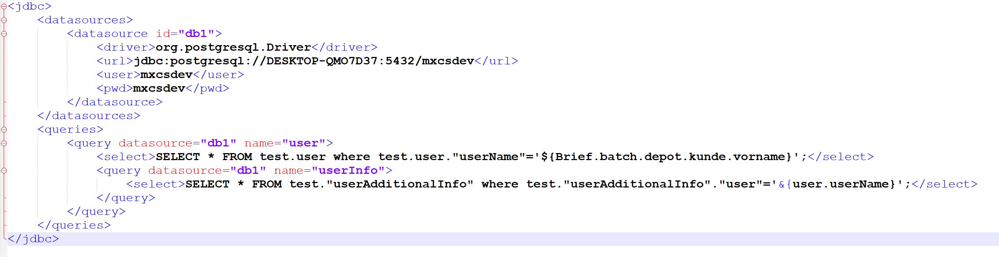 <jdbc>
    <datasources>
        <datasource id="db1">
            <driver>org.postgresql.Driver</driver>
            <url>jdbc:postgresql://DESKTOP-QMO7D37:5432/mxcsdev</url>
            <user>mxcsdev</user>
            <pwd>mxcsdev</pwd>
        </datasource>
    </datasources>
    <queries>
        <query datasource="db1" name="user">
            <select>SELECT * FROM test.user where test.user."userName"='${Brief.batch.depot.kunde.vorname}';</select>
            <query datasource="db1" name="userInfo">
                <select>SELECT * FROM test."userAdditionalInfo" where test."userAdditionalInfo"."user"='&{user.userName}';</select>
            </query>
        </query>
    </queries>
</jdbc>